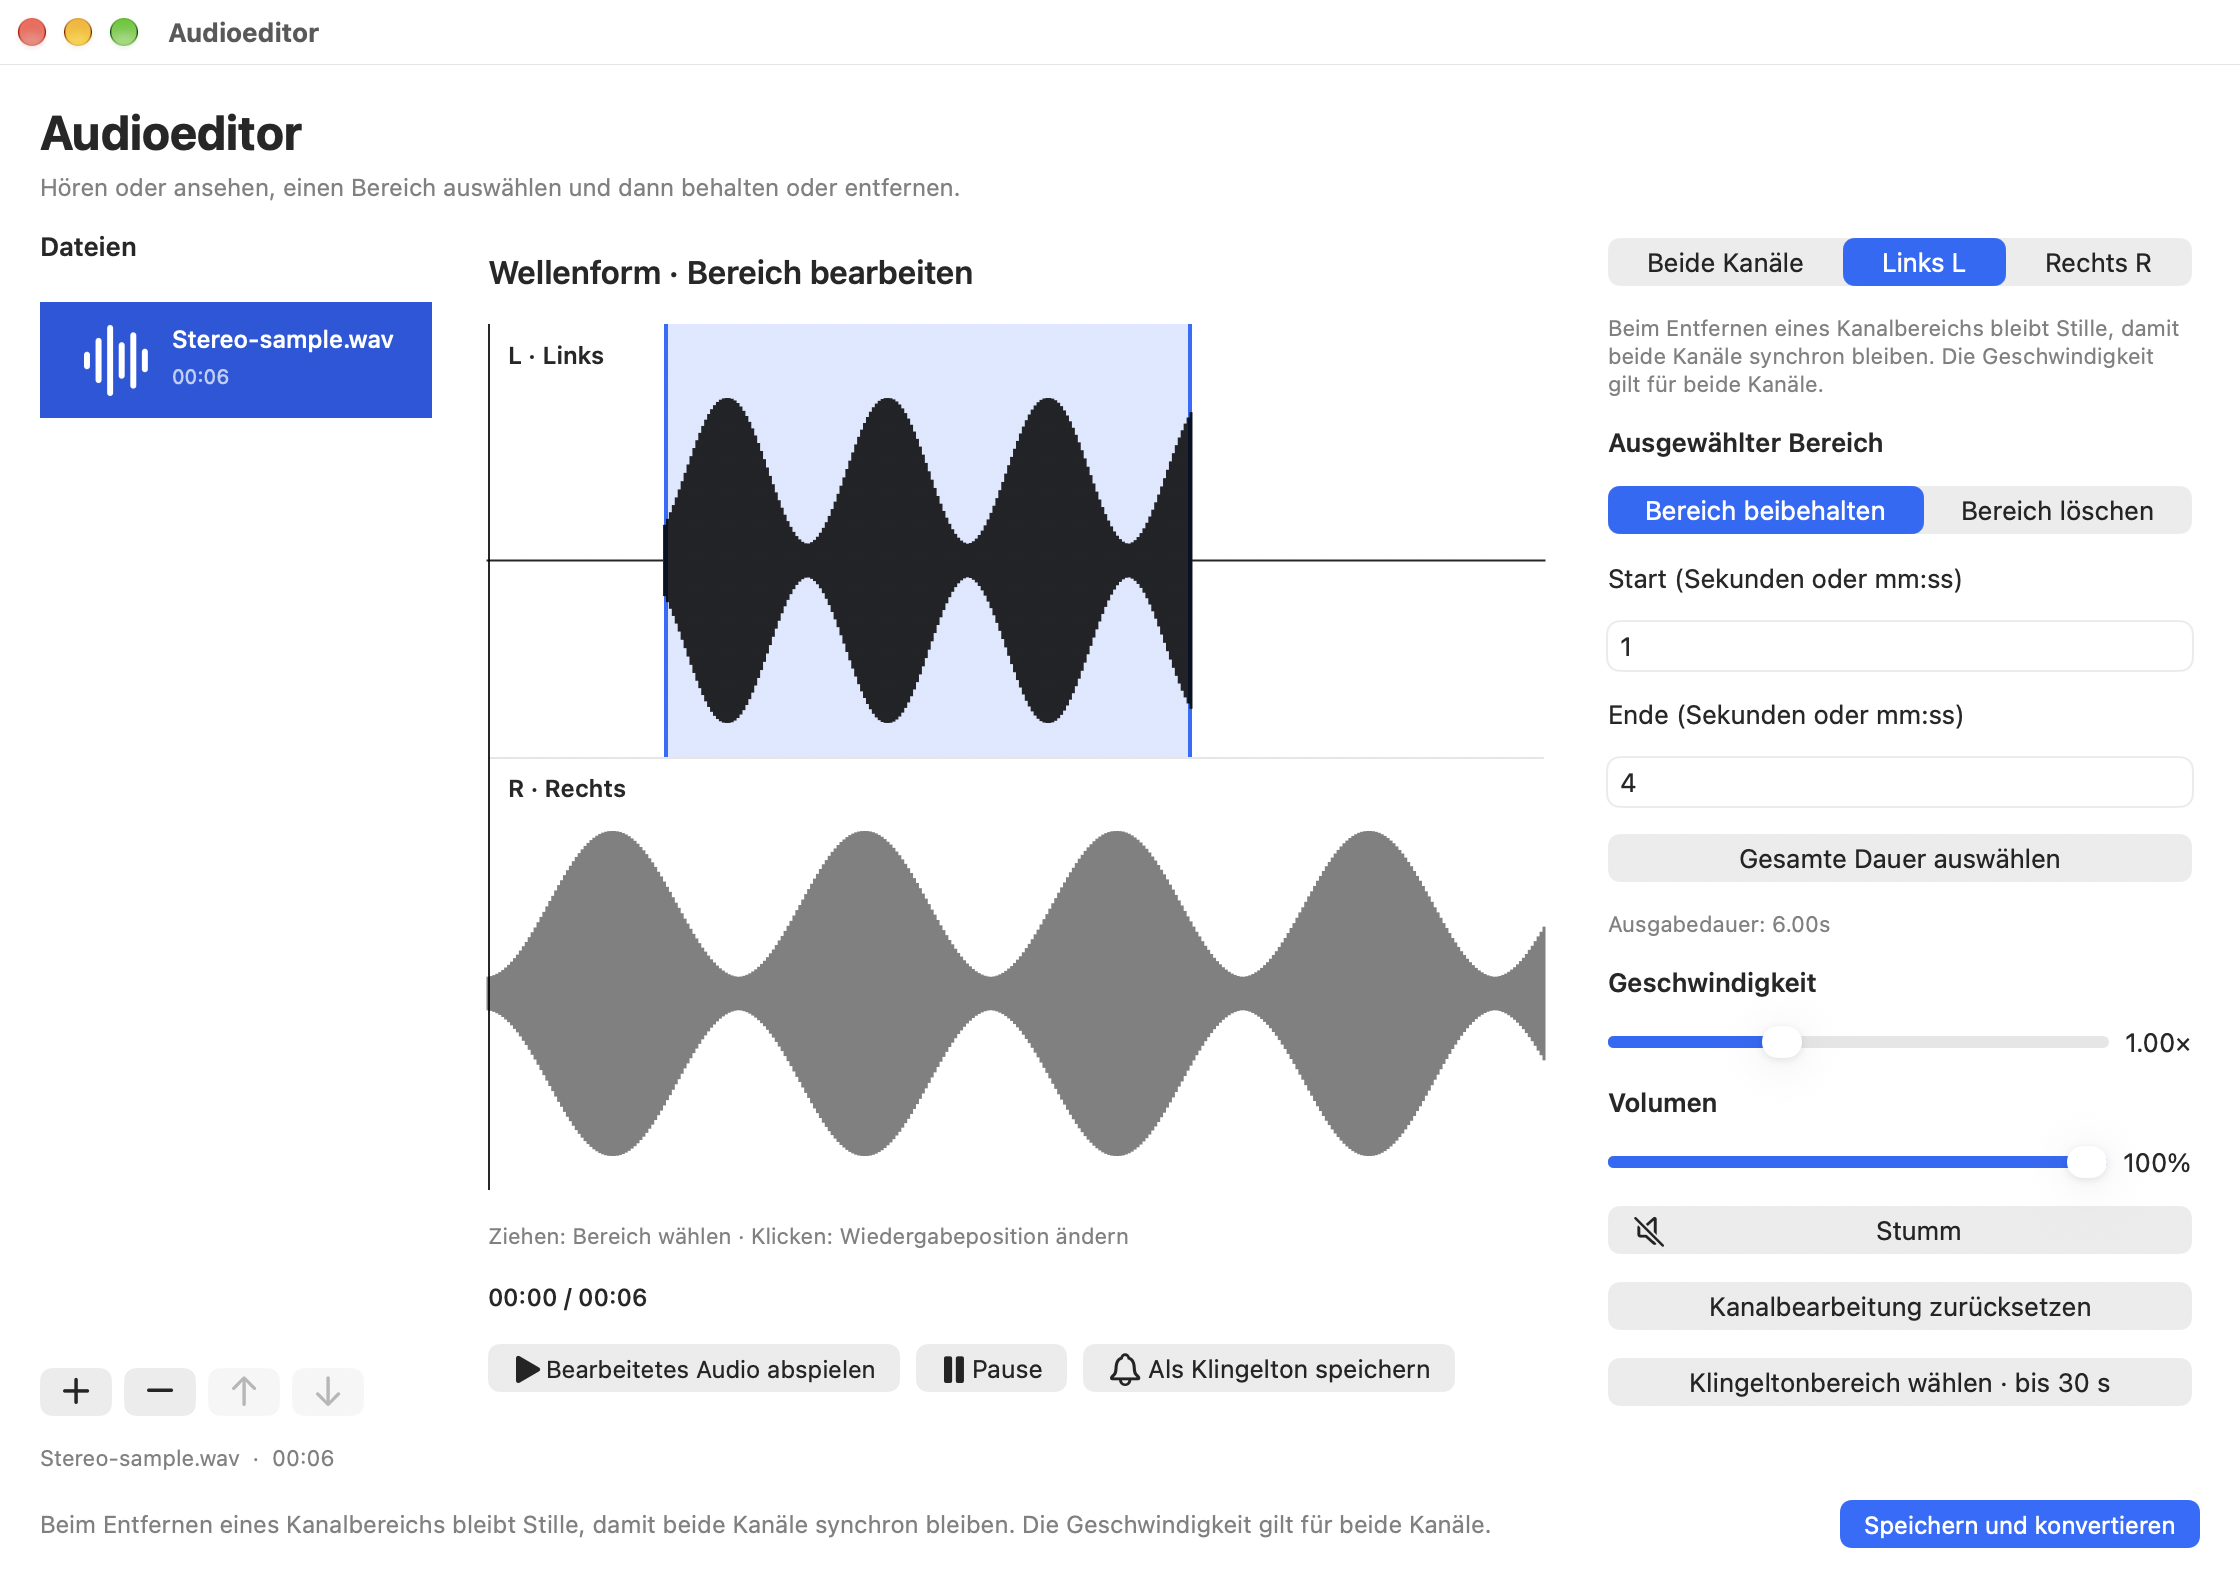 Audioeditor
Audioeditor
Hören oder ansehen, einen Bereich auswählen und dann behalten oder entfernen.
Dateien
Stereo-sample.wav
00:06
Stereo-sample.wav · 00:06
Wellenform · Bereich bearbeiten
L · Links
R · Rechts
Ziehen: Bereich wählen · Klicken: Wiedergabeposition ändern
00:00 / 00:06
Bearbeitetes Audio abspielen
Pause
Als Klingelton speichern
Beide Kanäle
Links L
Rechts R
Beim Entfernen eines Kanalbereichs bleibt Stille, damit
beide Kanäle synchron bleiben. Die Geschwindigkeit
gilt für beide Kanäle.
Ausgewählter Bereich
Bereich beibehalten
Bereich löschen
Start (Sekunden oder mm:ss)
1
Ende (Sekunden oder mm:ss)
4
Gesamte Dauer auswählen
Ausgabedauer: 6.00s
Geschwindigkeit
1.00×
Volumen
100%
Stumm
Kanalbearbeitung zurücksetzen
Klingeltonbereich wählen · bis 30 s
Beim Entfernen eines Kanalbereichs bleibt Stille, damit beide Kanäle synchron bleiben. Die Geschwindigkeit gilt für beide Kanäle.
Speichern und konvertieren